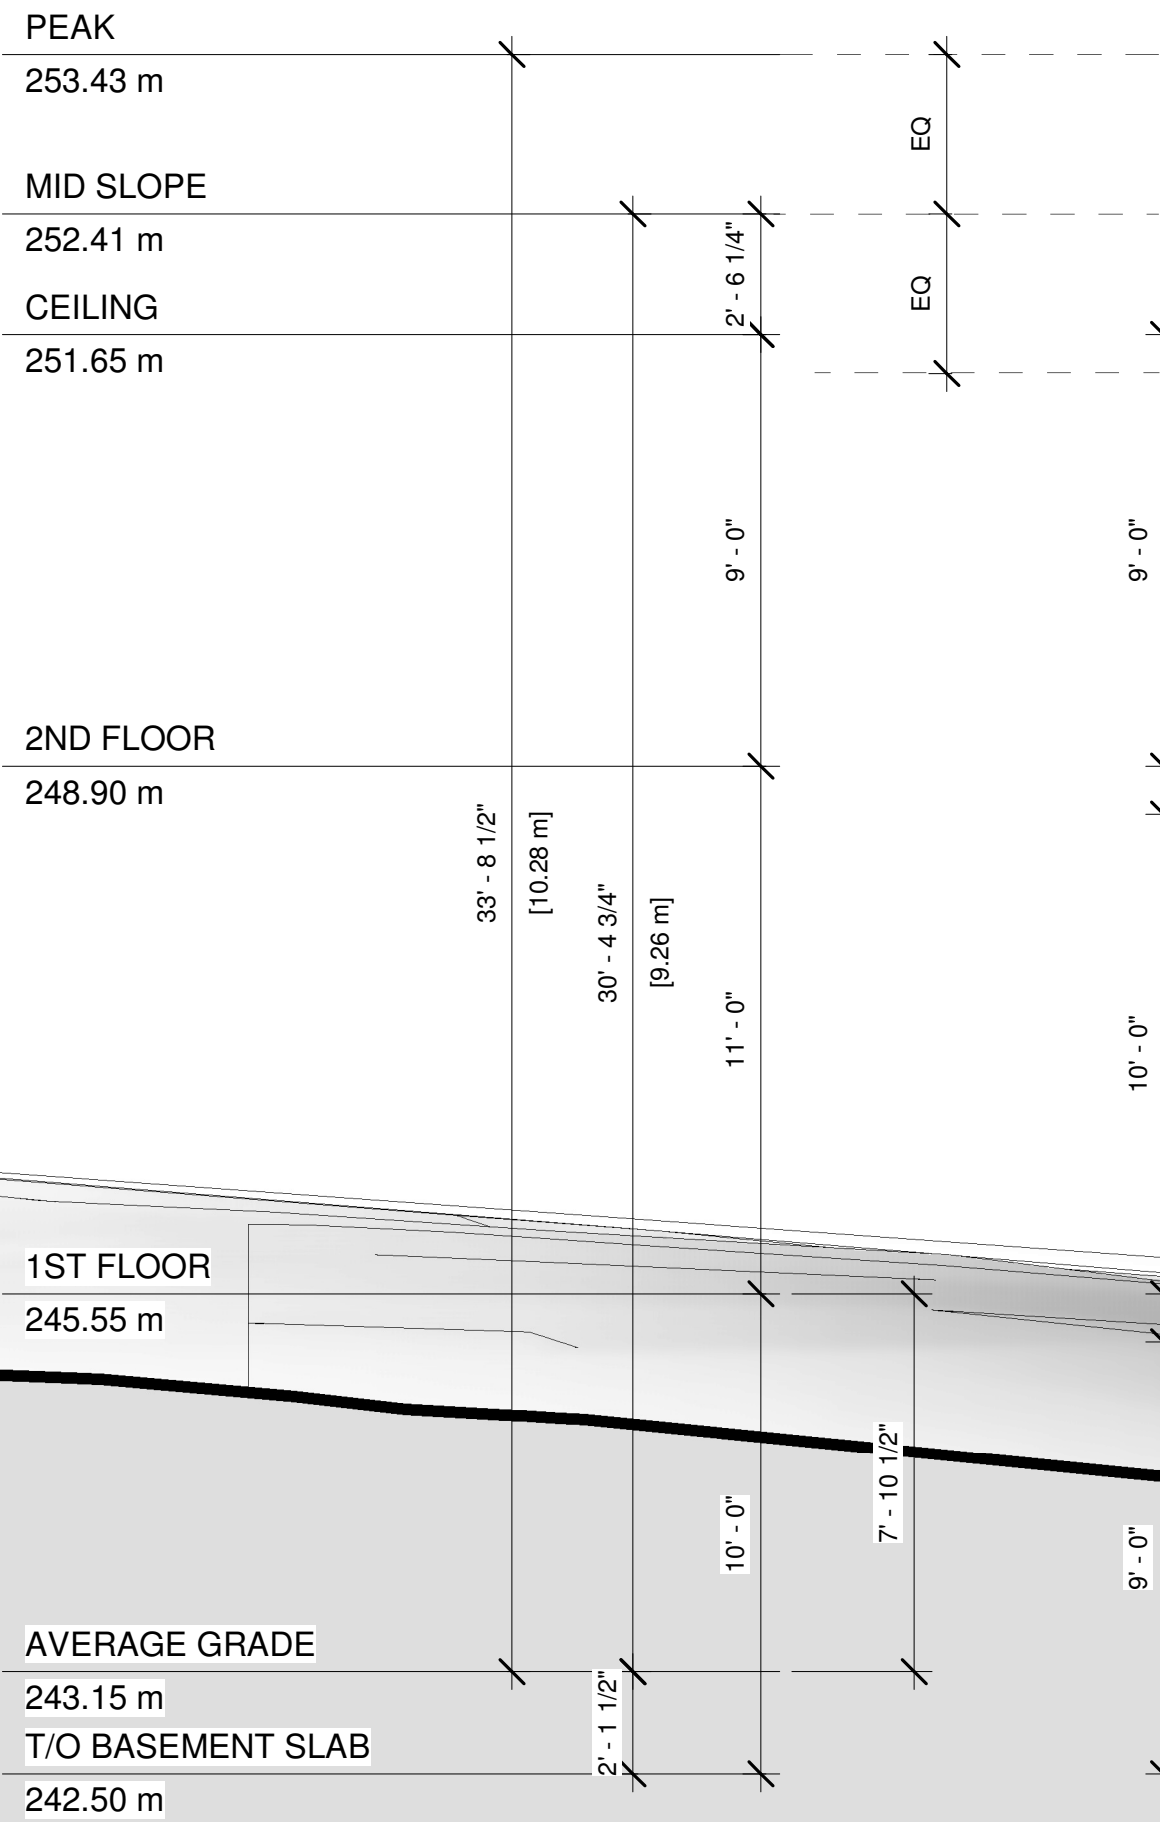 PEAK
253.43 m
EQ
MID SLOPE
252.41 m
2' - 6 1/4"
EQ
CEILING
251.65 m
9' - 0"
9' - 0"
2ND FLOOR
248.90 m
33' - 8 1/2"
[10.28 m]
30' - 4 3/4"
[9.26 m]
11' - 0"
10' - 0"
1ST FLOOR
245.55 m
7' - 10 1/2"
10' - 0"
9' - 0"
AVERAGE GRADE
243.15 m
2' - 1 1/2"
T/O BASEMENT SLAB
242.50 m